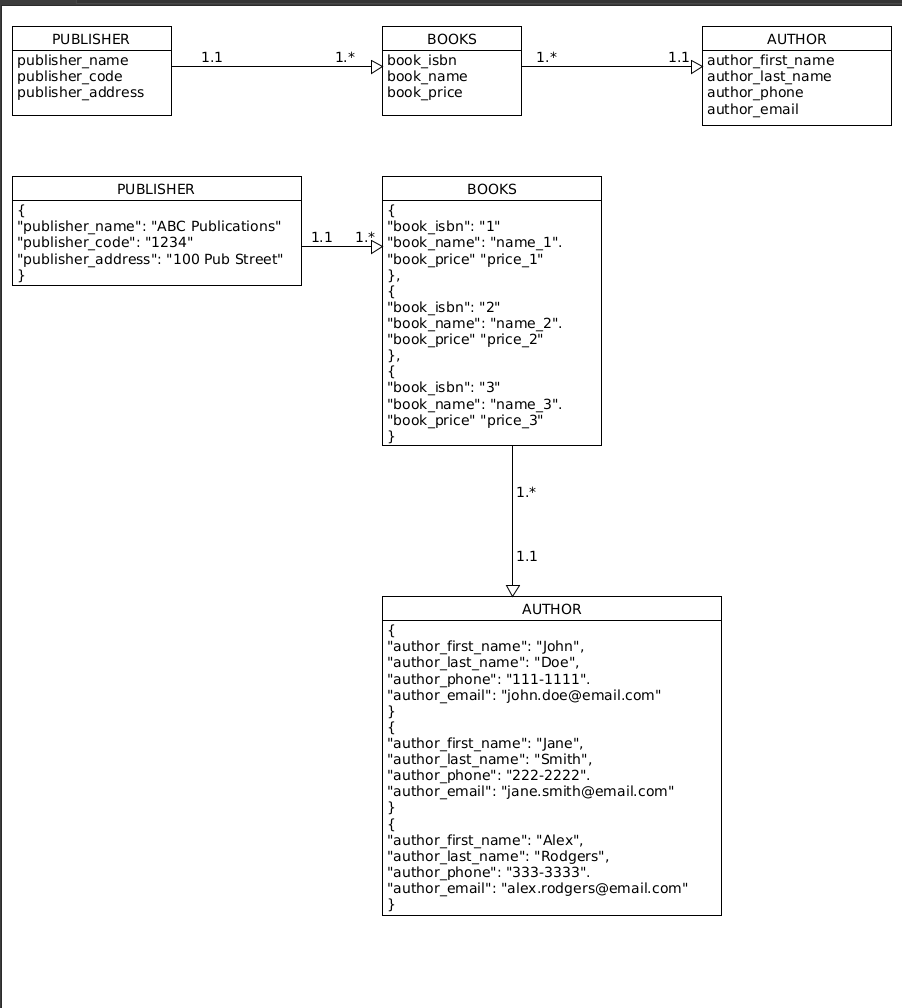 PUBLISHER
publisher_name
publisher_code
publisher_address
1.1
1.*
BOOKS
book_isbn
book_name
book_price
1.*
1.1
AUTHOR
author_first_name
author_last_name
author_phone
author_email
PUBLISHER
{
"publisher_name": "ABC Publications"
"publisher_code": "1234"
"publisher_address": "100 Pub Street"
}
1.1
1.*
BOOKS
{
"book_isbn": "1"
"book_name": "name_1".
"book_price" "price_1"
},
{
"book_isbn": "2"
"book_name": "name_2".
"book_price" "price_2"
},
{
"book_isbn": "3"
"book_name": "name_3".
"book_price" "price_3"
}
1.*
1.1
AUTHOR
{
"author_first_name": "John",
"author_last_name": "Doe",
"author_phone": "111-1111".
"author_email": "john.doe@email.com"
}
{
"author_first_name": "Jane",
"author_last_name": "Smith",
"author_phone": "222-2222".
"author_email": "jane.smith@email.com"
}
{
"author_first_name": "Alex",
"author_last_name": "Rodgers",
"author_phone": "333-3333".
"author_email": "alex.rodgers@email.com"
}